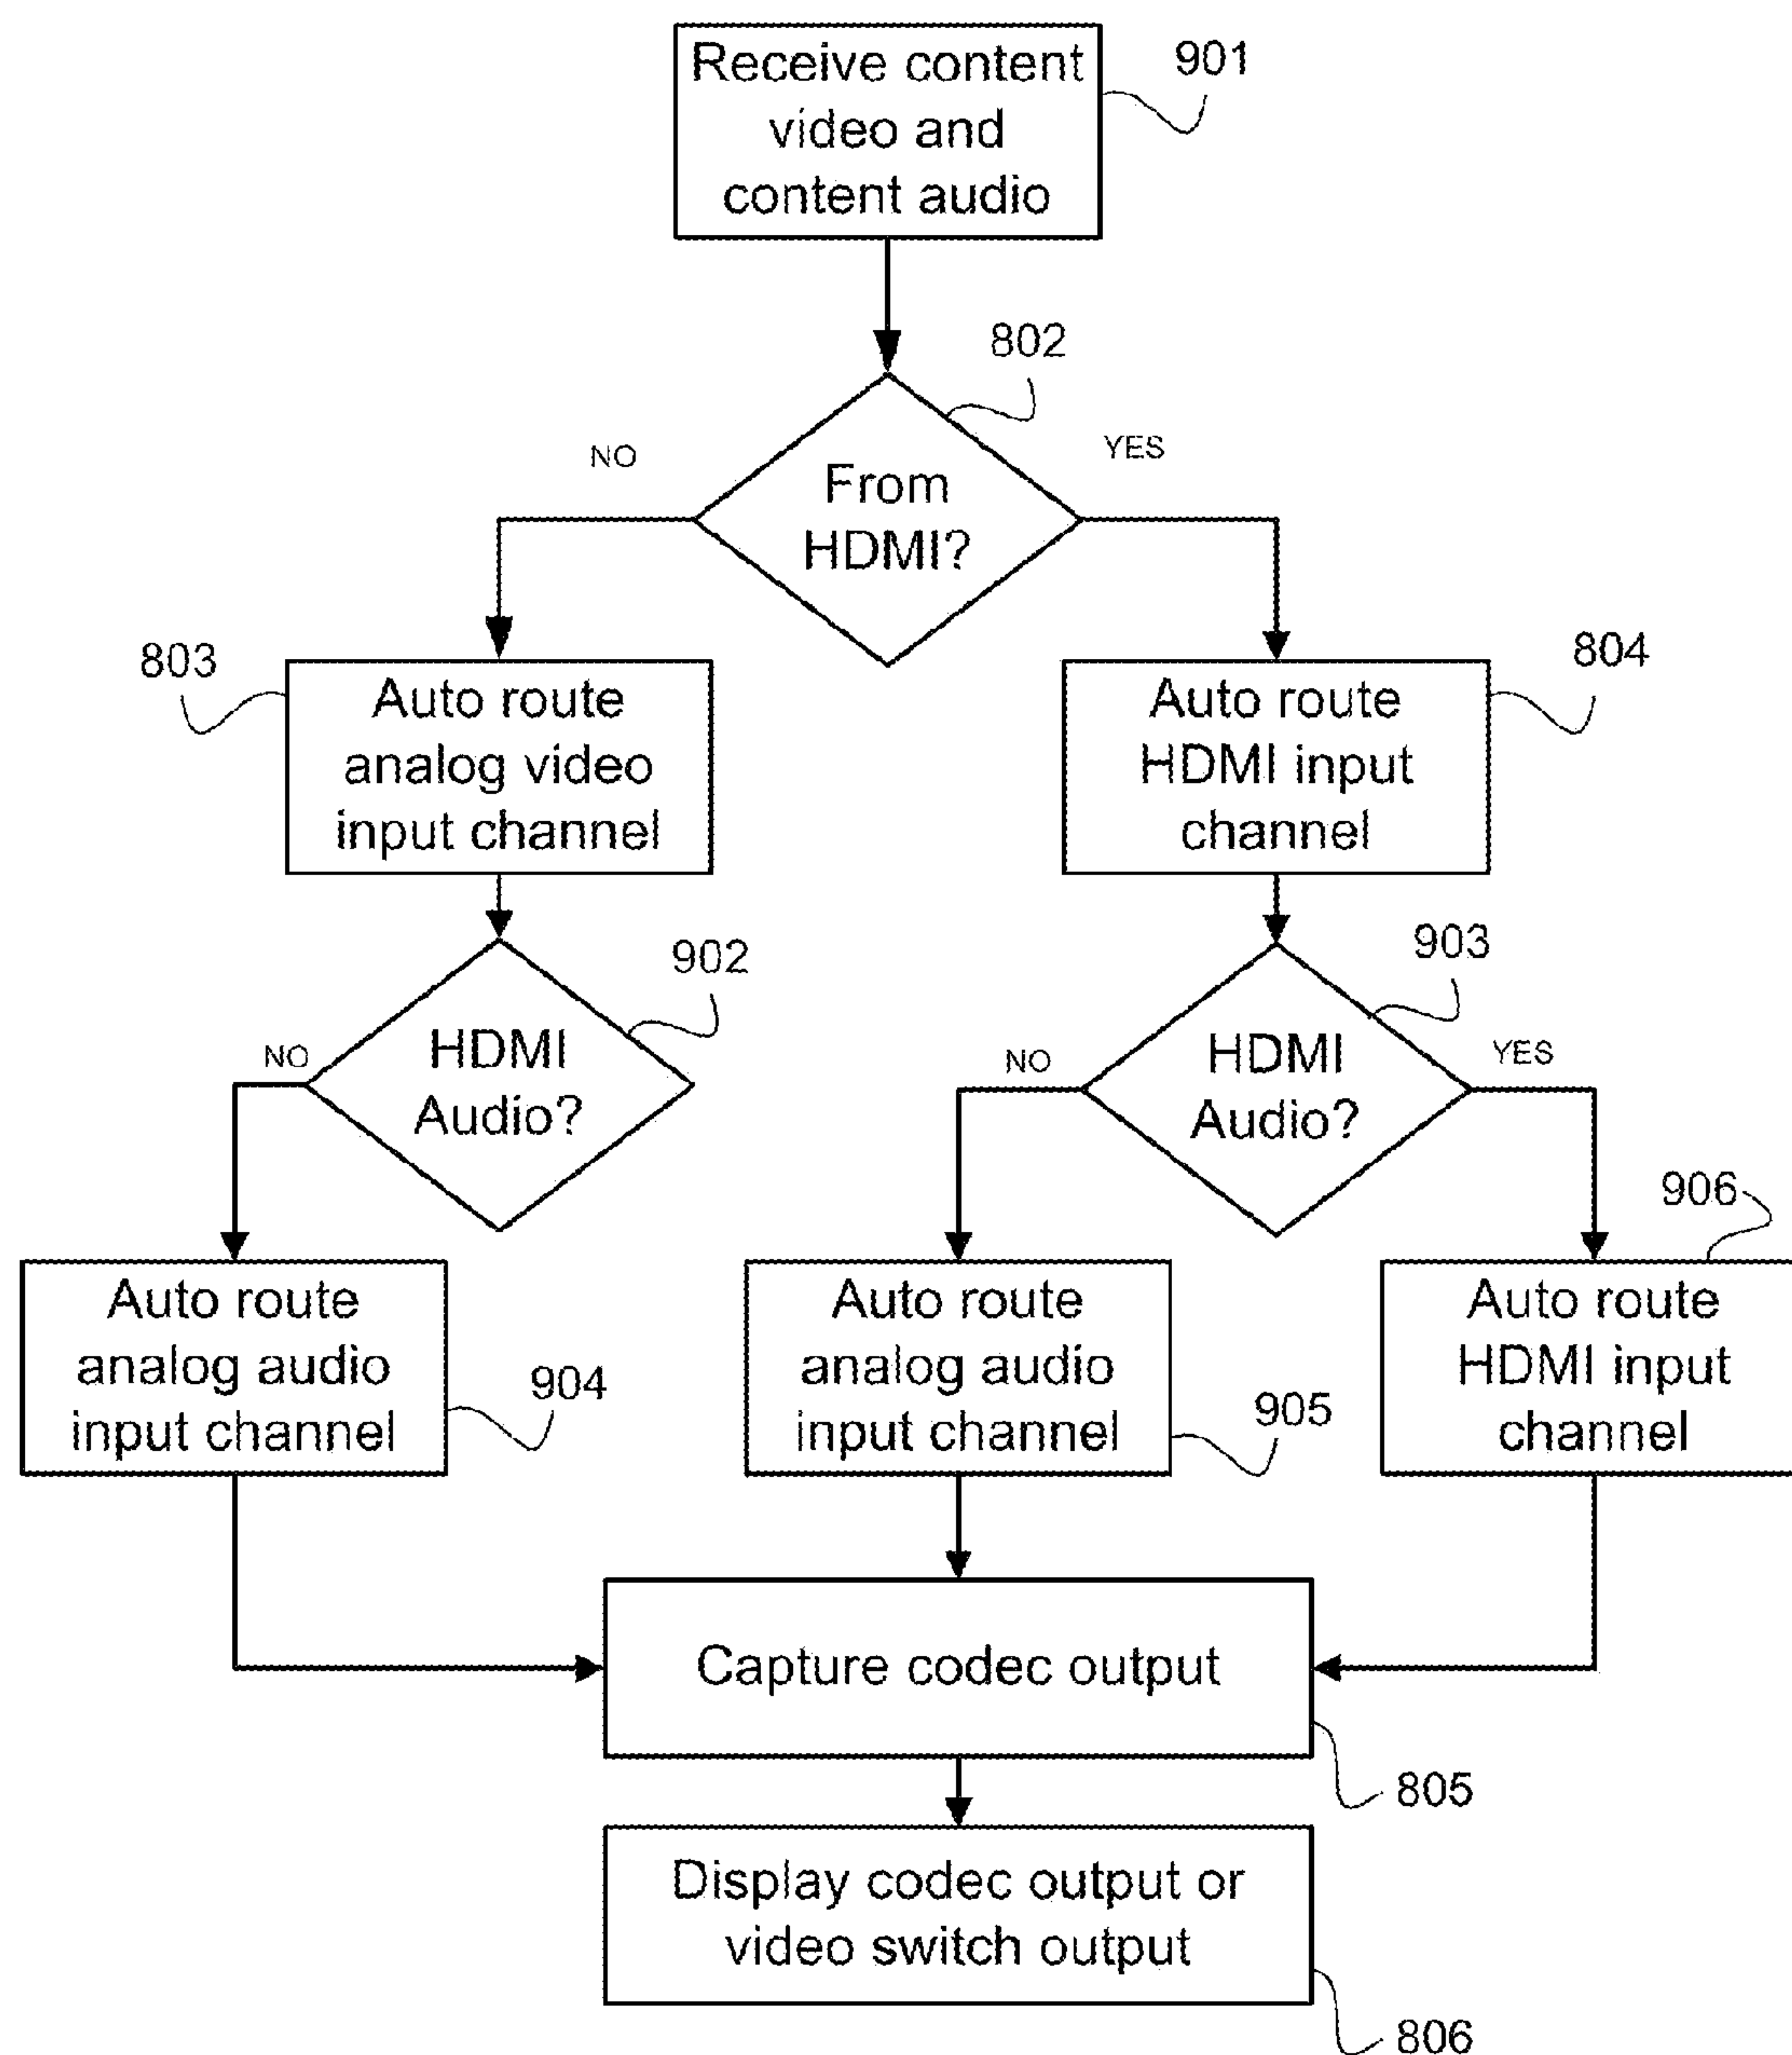 Receive content
video and
content audio
901
802
NO
YES
From
HDMI?
803
Auto route
analog video
input channel
Auto route
HDMI input
channel
804
902
903
NO
HDMI
Audio?
NO
HDMI
Audio?
YES
906
Auto route
analog audio
input channel
904
Auto route
analog audio
input channel
905
Auto route
HDMI input
channel
Capture codec output
805
Display codec output or
video switch output
806